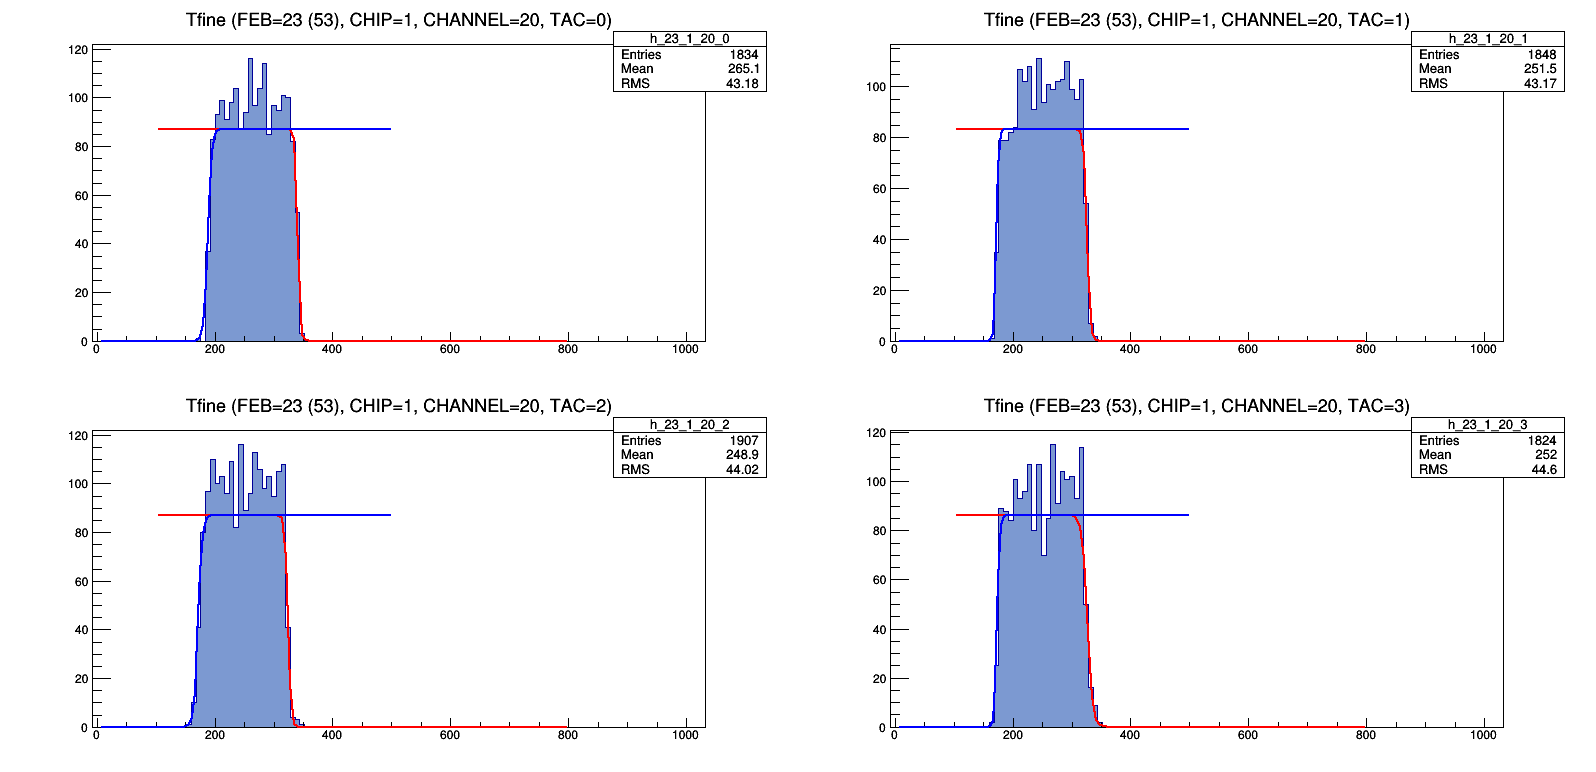 Tfine (FEB=23 (53), CHIP=1, CHANNEL=20, TAC=0)
h_23_1_20_0
Entries 1834
Mean 265.1
RMS 43.18
120
100
80
60
40
20
0
0 200 400 600 800 1000
Tfine (FEB=23 (53), CHIP=1, CHANNEL=20, TAC=1)
h_23_1_20_1
Entries 1848
Mean 251.5
RMS 43.17
100
80
60
40
20
0
0 200 400 600 800 1000
Tfine (FEB=23 (53), CHIP=1, CHANNEL=20, TAC=2)
h_23_1_20_2
Entries 1907
Mean 248.9
RMS 44.02
120
100
80
60
40
20
0
0 200 400 600 800 1000
Tfine (FEB=23 (53), CHIP=1, CHANNEL=20, TAC=3)
h_23_1_20_3
Entries 1824
Mean 252
RMS 44.6
120
100
80
60
40
20
0
0 200 400 600 800 1000